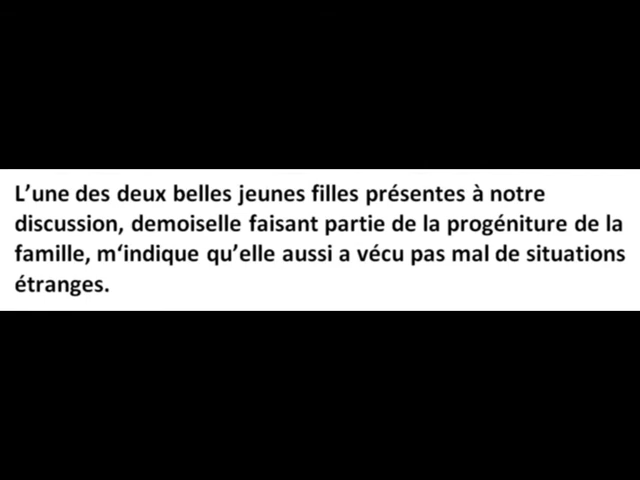 L’une des deux belles jeunes filles présentes à notre
discussion, demoiselle faisant partie de la progéniture de la
famille, m‘indique qu’elle aussi a vécu pas mal de situations
étranges.